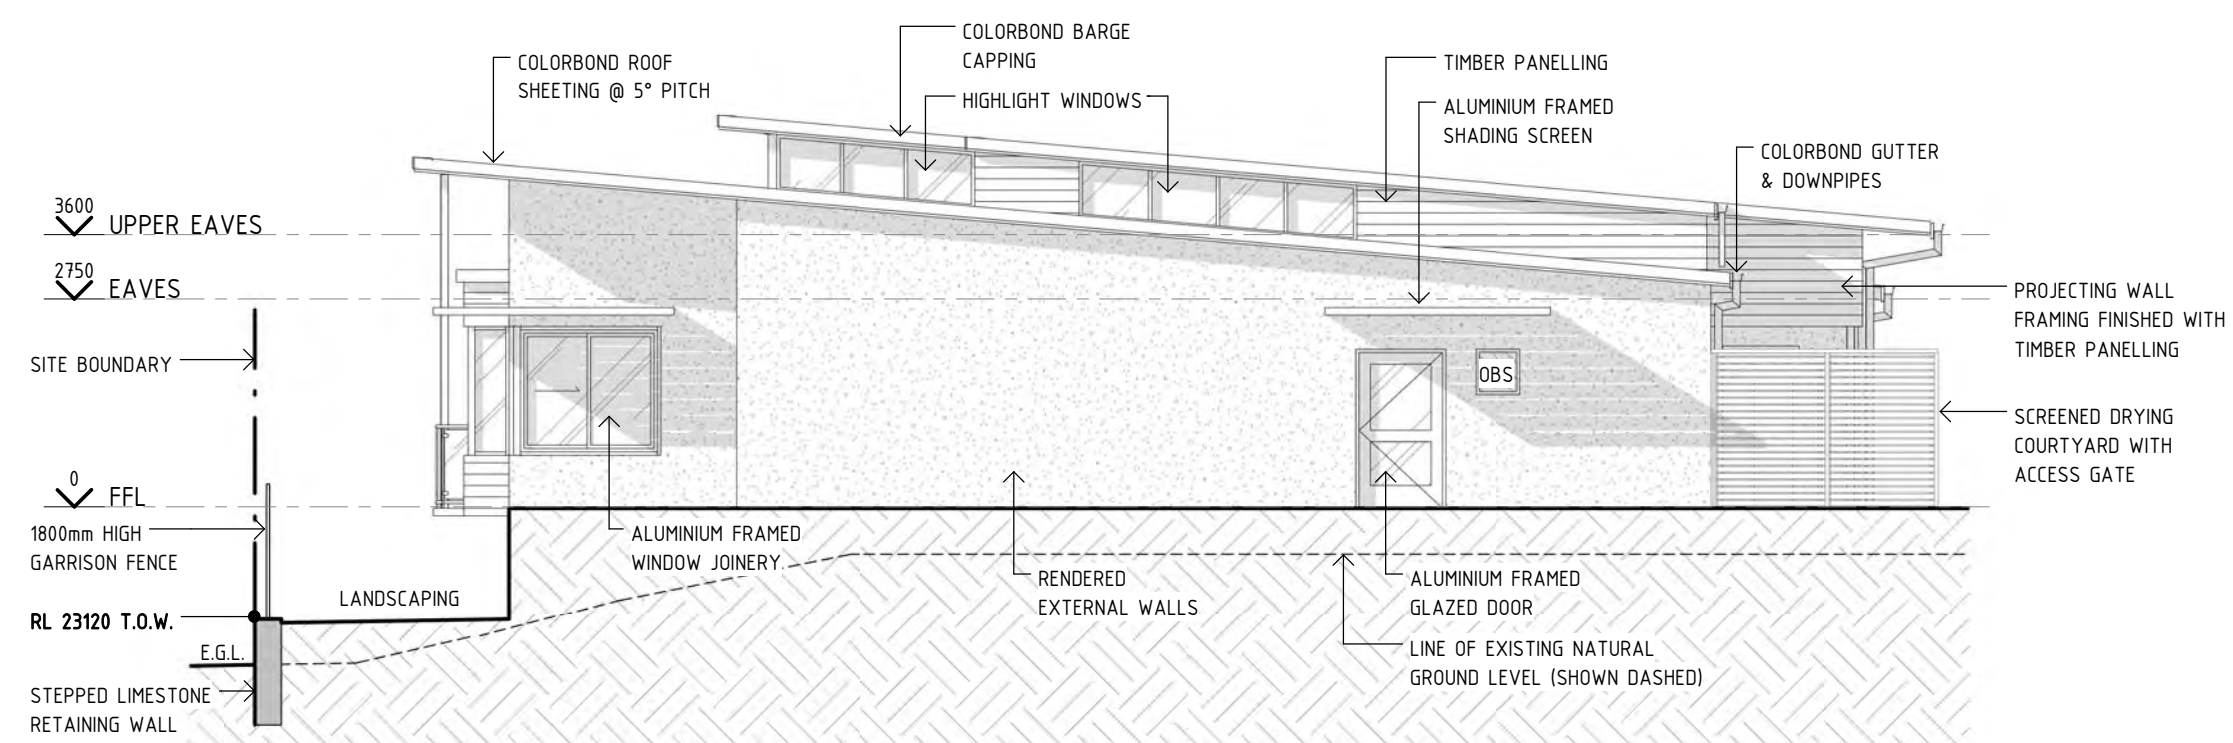 COLORBOND ROOF
SHEETING @ 5° PITCH
COLORBOND BARGE
CAPPING
HIGHLIGHT WINDOWS
TIMBER PANELLING
ALUMINIUM FRAMED
SHADING SCREEN
COLORBOND GUTTER
& DOWNPIPES
3600
UPPER EAVES
2750
EAVES
SITE BOUNDARY
0
FFL
1800mm HIGH
GARRISON FENCE
RL 23120 T.O.W.
E.G.L.
STEPPED LIMESTONE
RETAINING WALL
LANDSCAPING
ALUMINIUM FRAMED
WINDOW JOINERY
RENDERED
EXTERNAL WALLS
OBS
ALUMINIUM FRAMED
GLAZED DOOR
LINE OF EXISTING NATURAL
GROUND LEVEL (SHOWN DASHED)
PROJECTING WALL
FRAMING FINISHED WITH
TIMBER PANELLING
SCREENED DRYING
COURTYARD WITH
ACCESS GATE